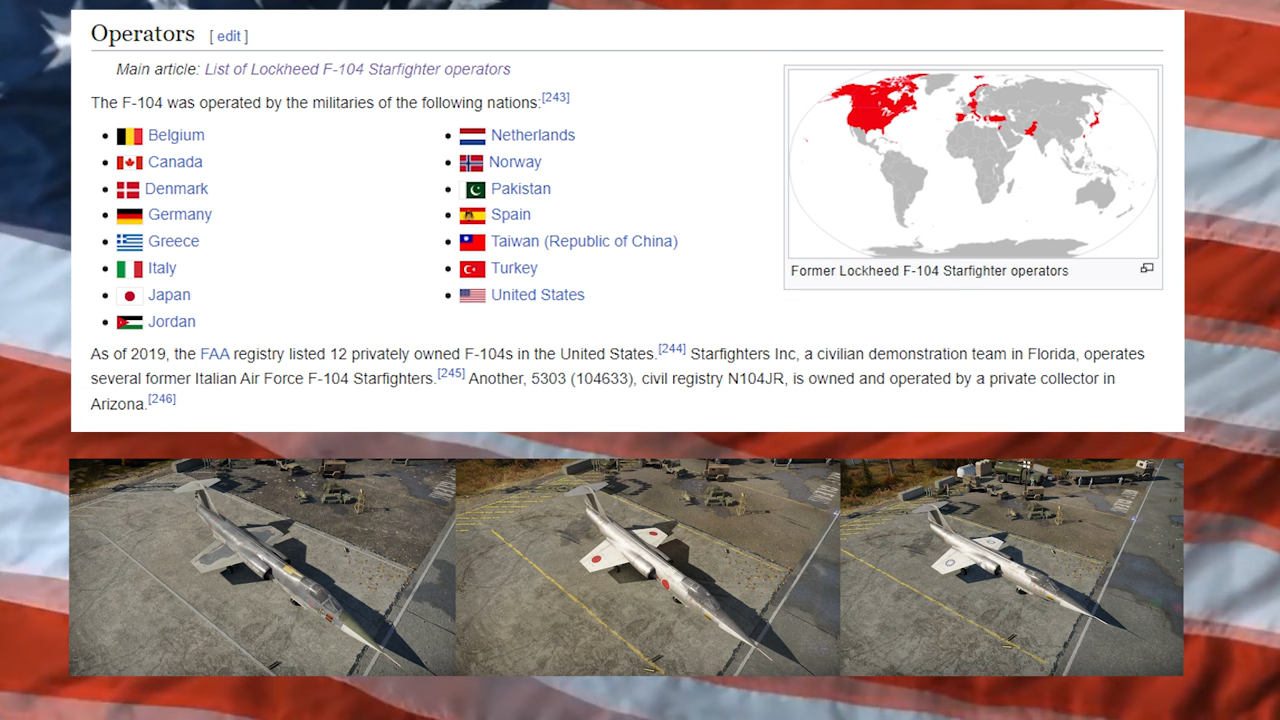 Operators [ edit ]
Main article: List of Lockheed F-104 Starfighter operators
The F-104 was operated by the militaries of the following nations:[243]
Belgium
Canada
Denmark
Germany
Greece
Italy
Japan
Jordan
Netherlands
Norway
Pakistan
Spain
Taiwan (Republic of China)
Turkey
United States
Former Lockheed F-104 Starfighter operators
As of 2019, the FAA registry listed 12 privately owned F-104s in the United States.[244] Starfighters Inc, a civilian demonstration team in Florida, operates
several former Italian Air Force F-104 Starfighters.[245] Another, 5303 (104633), civil registry N104JR, is owned and operated by a private collector in
Arizona.[246]